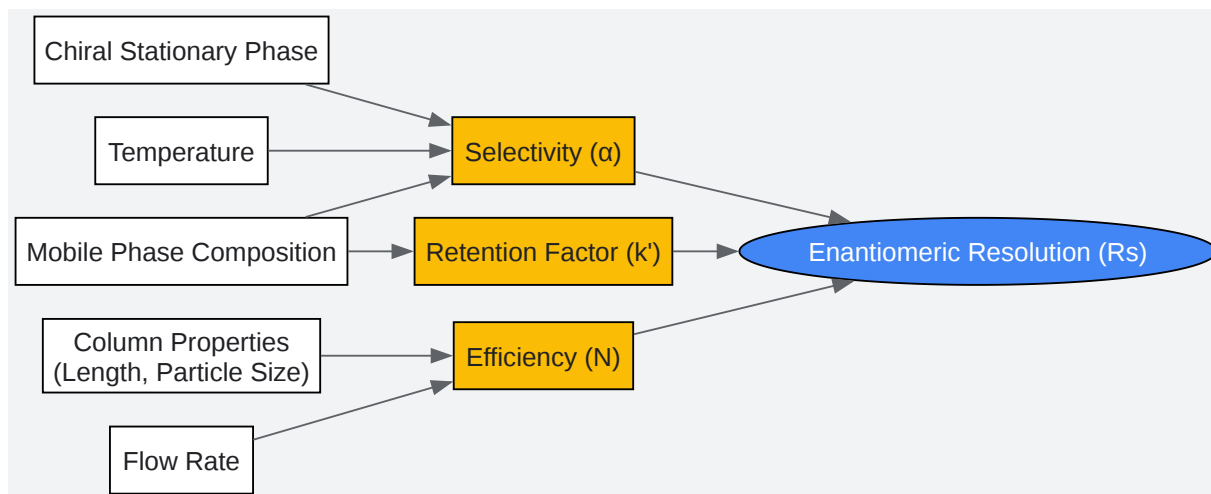 Chiral Stationary Phase
Temperature
Mobile Phase Composition
Column Properties
(Length, Particle Size)
Flow Rate
Selectivity (α)
Retention Factor (k')
Efficiency (N)
Enantiomeric Resolution (Rs)